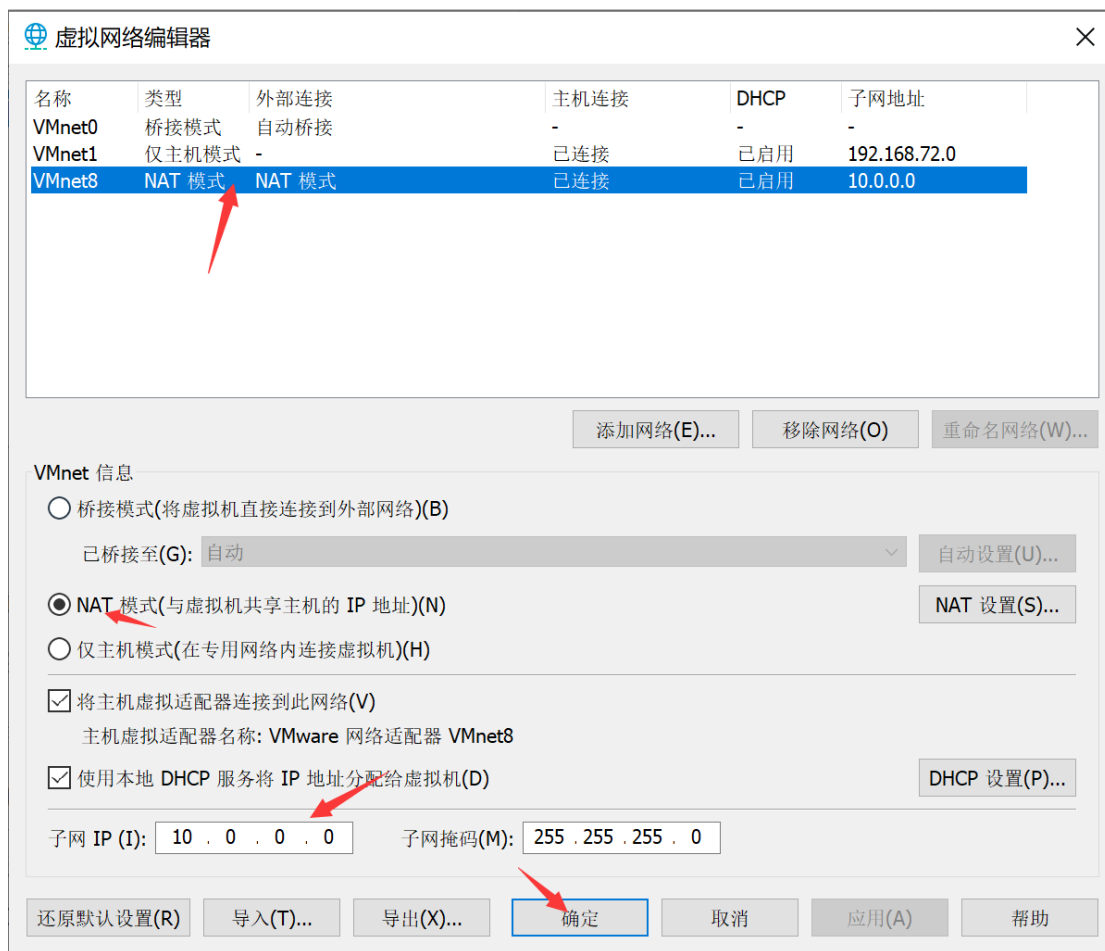 虚拟网络编辑器
名称 类型 外部连接 主机连接 DHCP 子网地址
VMnet0 桥接模式 自动桥接 - - -
VMnet1 仅主机模式 - 已连接 已启用 192.168.72.0
VMnet8 NAT 模式 NAT 模式 已连接 已启用 10.0.0.0
添加网络(E)... 移除网络(O) 重命名网络(W)...
VMnet 信息
桥接模式(将虚拟机直接连接到外部网络)(B)
已桥接至(G): 自动 自动设置(U)...
NAT 模式(与虚拟机共享主机的 IP 地址)(N) NAT 设置(S)...
仅主机模式(在专用网络内连接虚拟机)(H)
将主机虚拟适配器连接到此网络(V)
主机虚拟适配器名称: VMware 网络适配器 VMnet8
使用本地 DHCP 服务将 IP 地址分配给虚拟机(D) DHCP 设置(P)...
子网 IP (I): 10 . 0 . 0 . 0 子网掩码(M): 255 . 255 . 255 . 0
还原默认设置(R) 导入(T)... 导出(X)... 确定 取消 应用(A) 帮助